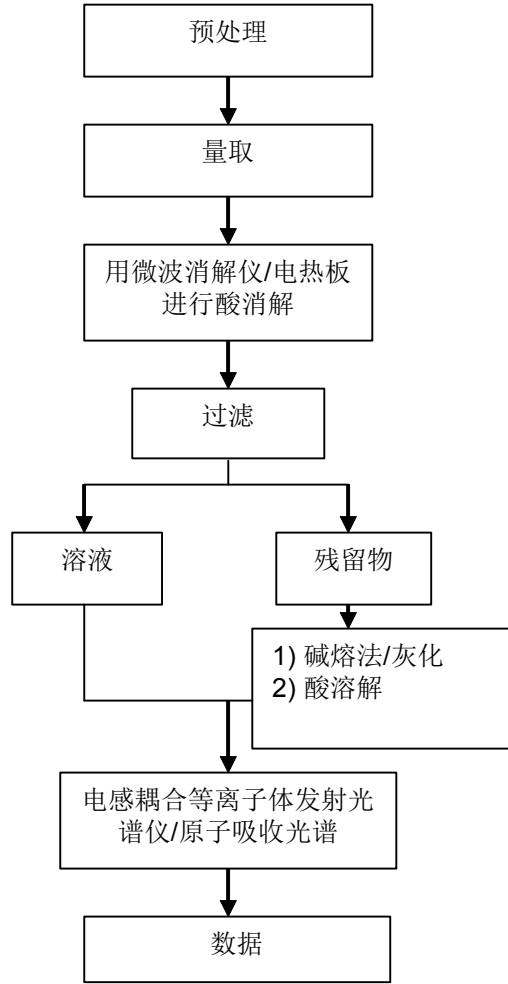 预处理
量取
用微波消解仪/电热板
进行酸消解
过滤
溶液
残留物
1) 碱熔法/灰化
2) 酸溶解
电感耦合等离子体发射光
谱仪/原子吸收光谱
数据